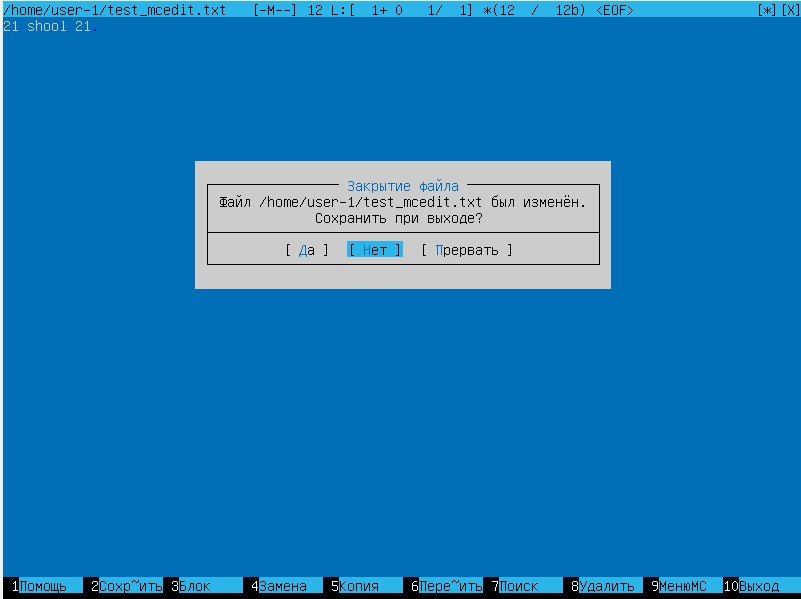 /home/user-1/test_mcedit.txt [-M--] 12 L:[ 1+ 0 1/ 1] *(12 / 12b) <EOF> [*][X]
21 shool 21.
Закрытие файла
Файл /home/user-1/test_mcedit.txt был изменён.
Сохранить при выходе?
[ Да ] [ Нет ] [ Прервать ]
1Помощь 2Сохр~ить 3Блок 4Замена 5Копия 6Пере~ить 7Поиск 8Удалить 9МенюMC 10Выход